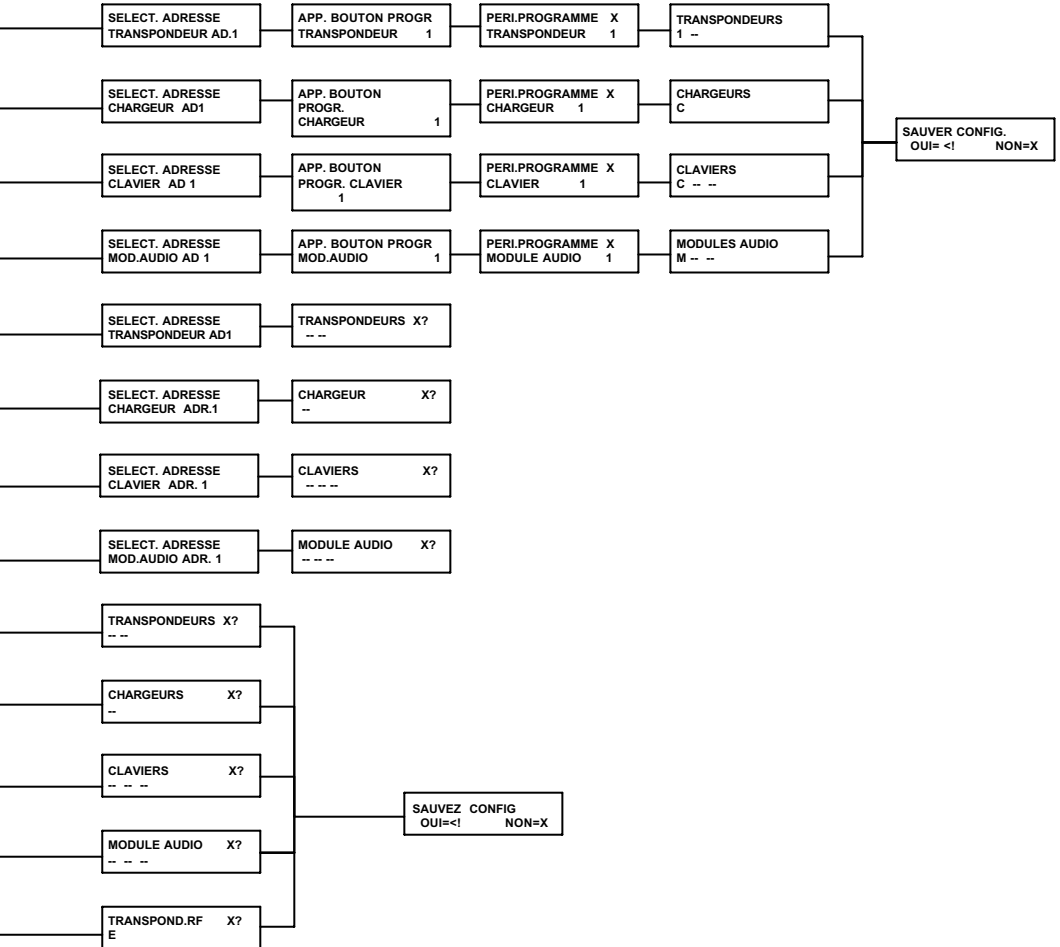 SELECT. ADRESSE
TRANSPONDEUR AD.1
APP. BOUTON PROGR
TRANSPONDEUR 1
PERI.PROGRAMME X
TRANSPONDEUR 1
TRANSPONDEURS
1 --
SELECT. ADRESSE
CHARGEUR AD1
APP. BOUTON
PROGR.
CHARGEUR 1
PERI.PROGRAMME X
CHARGEUR 1
CHARGEURS
C
SAUVER CONFIG.
OUI= <! NON=X
SELECT. ADRESSE
CLAVIER AD 1
APP. BOUTON
PROGR. CLAVIER
1
PERI.PROGRAMME X
CLAVIER 1
CLAVIERS
C -- --
SELECT. ADRESSE
MOD.AUDIO AD 1
APP. BOUTON PROGR
MOD.AUDIO 1
PERI.PROGRAMME X
MODULE AUDIO 1
MODULES AUDIO
M -- --
SELECT. ADRESSE
TRANSPONDEUR AD1
TRANSPONDEURS X?
-- --
SELECT. ADRESSE
CHARGEUR ADR.1
CHARGEUR X?
--
SELECT. ADRESSE
CLAVIER ADR. 1
CLAVIERS X?
-- -- --
SELECT. ADRESSE
MOD.AUDIO ADR. 1
MODULE AUDIO X?
-- -- --
TRANSPONDEURS X?
-- --
CHARGEURS X?
--
CLAVIERS X?
-- -- --
SAUVEZ CONFIG
OUI=<! NON=X
MODULE AUDIO X?
-- -- --
TRANSPOND.RF X?
E